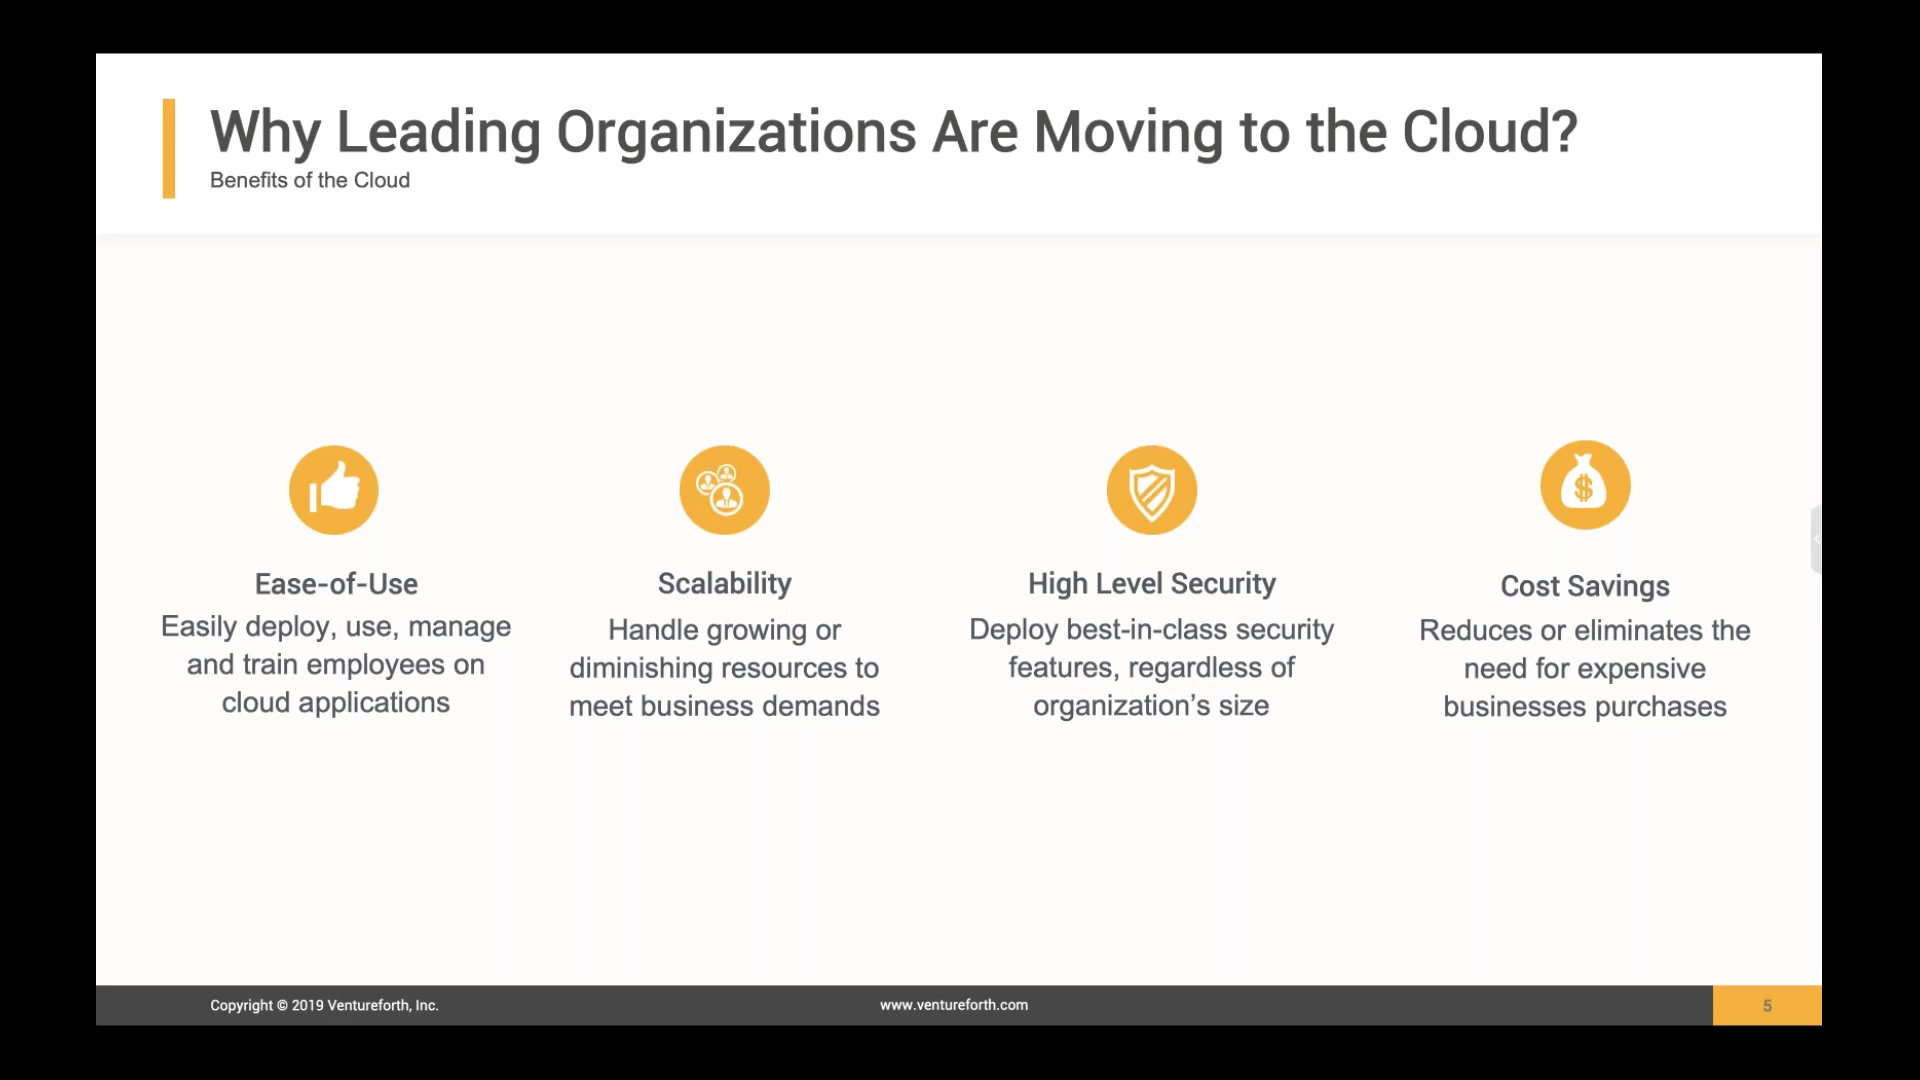 Why Leading Organizations Are Moving to the Cloud?
Benefits of the Cloud
Ease-of-Use
Easily deploy, use, manage
and train employees on
cloud applications
Scalability
Handle growing or
diminishing resources to
meet business demands
High Level Security
Deploy best-in-class security
features, regardless of
organization’s size
$
Cost Savings
Reduces or eliminates the
need for expensive
businesses purchases
Copyright © 2019 Ventureforth, Inc.
www.ventureforth.com
5